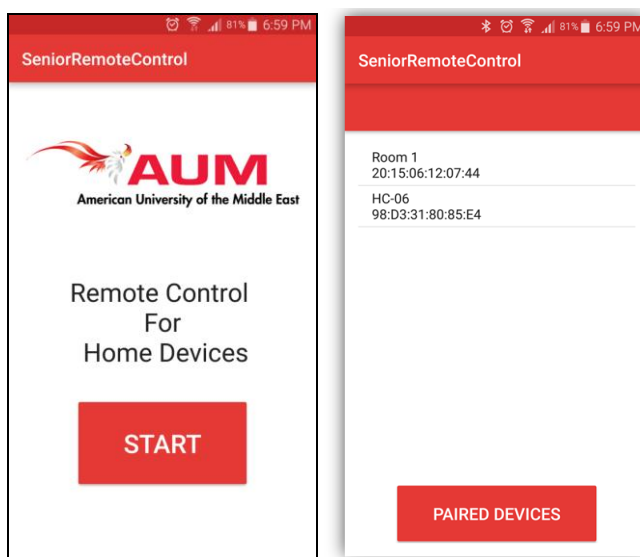 81% 6:59 PM
SeniorRemoteControl
AUM
American University of the Middle East
Remote Control
For
Home Devices
START
81% 6:59 PM
SeniorRemoteControl
Room 1
20:15:06:12:07:44
HC-06
98:D3:31:80:85:E4
PAIRED DEVICES